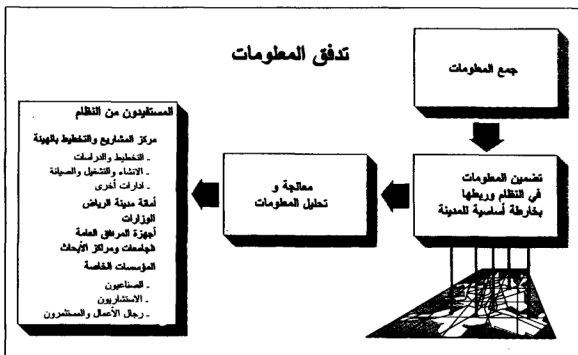 تدفق المعلومات
جمع المعلومات
تضمين المعلومات
في النظام وربطها
بخارطة أساسية للمدينة
معالجة و
تحليل المعلومات
المستفيدون من النظام
مركز المشاريع والتخطيط بالهيئة
ـ التخطيط والدراسات
ـ الانشاء والتشغيل والصيانة
ـ ادارات أخرى
أمانة مدينة الرياض
الوزارات
أجهزة المرافق العامة
الجامعات ومراكز الأبحاث
المؤسسات الخاصة
ـ الصناعيون
ـ الاستشاريون
ـ رجال الأعمال والمستثمرون